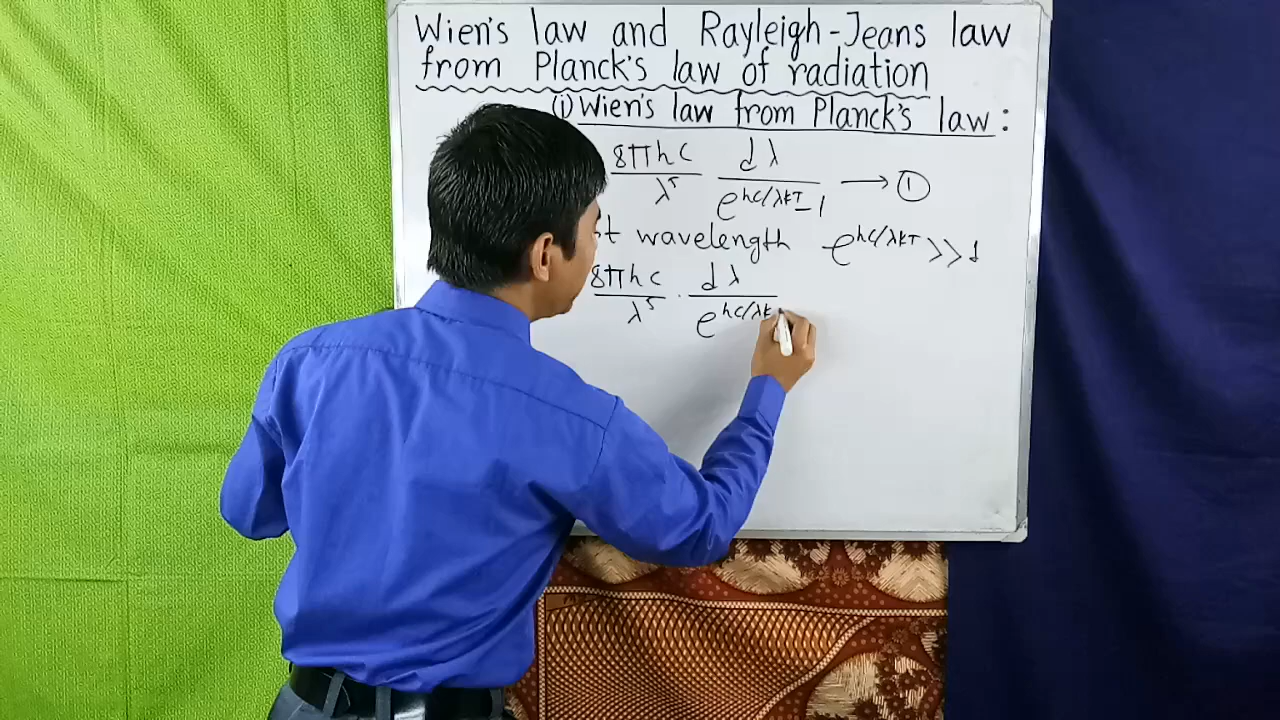 Wien's law and Rayleigh-Jeans law
from Planck's law of radiation
(i) Wien's law from Planck's law :
8πhc/λ⁵ dλ/e^(hc/λkT)-1 → ①
wavelength e^(hc/λkT) >> 1
8πhc/λ⁵ · dλ/e^(hc/λk